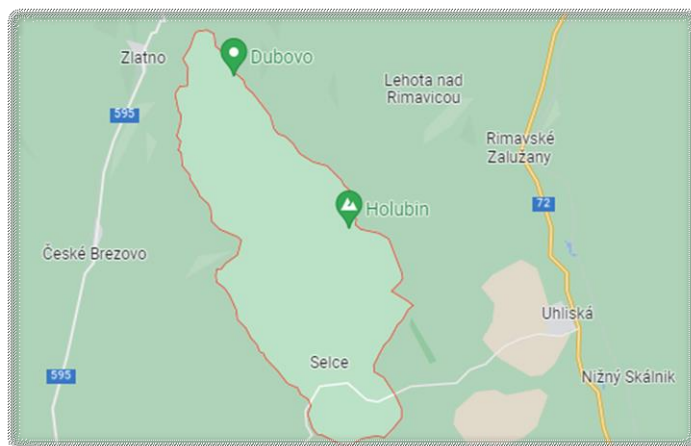 Zlatno
Dubovo
Lehota nad
Rimavicou
595
Rimavské
Zalužany
72
Holubin
České Brezovo
Uhliská
Selce
595
Nižný Skálnik